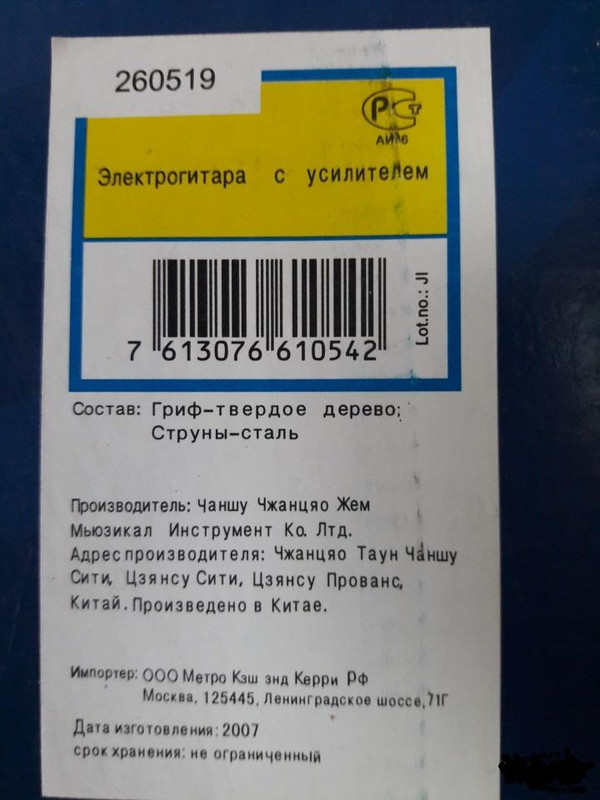 260519
АИ16
Электрогитара с усилителем
Lot.no.: JI
7 613076 610542
Состав: Гриф-твердое дерево;
Струны-сталь
Производитель: Чаншу Чжанцяо Жем
Мьюзикал Инструмент Ко. Лтд.
Адрес производителя: Чжанцяо Таун Чаншу
Сити, Цзянсу Сити, Цзянсу Прованс,
Китай. Произведено в Китае.
Импортер: ООО Метро Кэш энд Керри РФ
Москва, 125445, Ленинградское шоссе, 71Г
Дата изготовления: 2007
срок хранения: не ограниченный